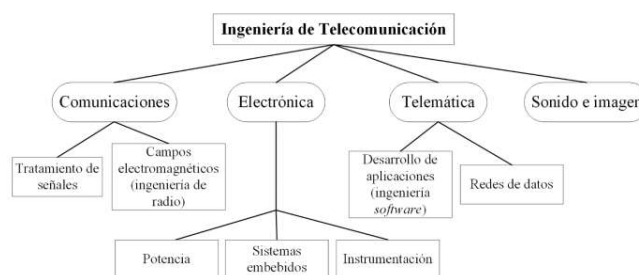 Ingeniería de Telecomunicación
Comunicaciones
Electrónica
Telemática
Sonido e imagen
Tratamiento de
señales
Campos
electromagnéticos
(ingeniería de
radio)
Desarrollo de
aplicaciones
(ingeniería
software)
Redes de datos
Potencia
Sistemas
embebidos
Instrumentación